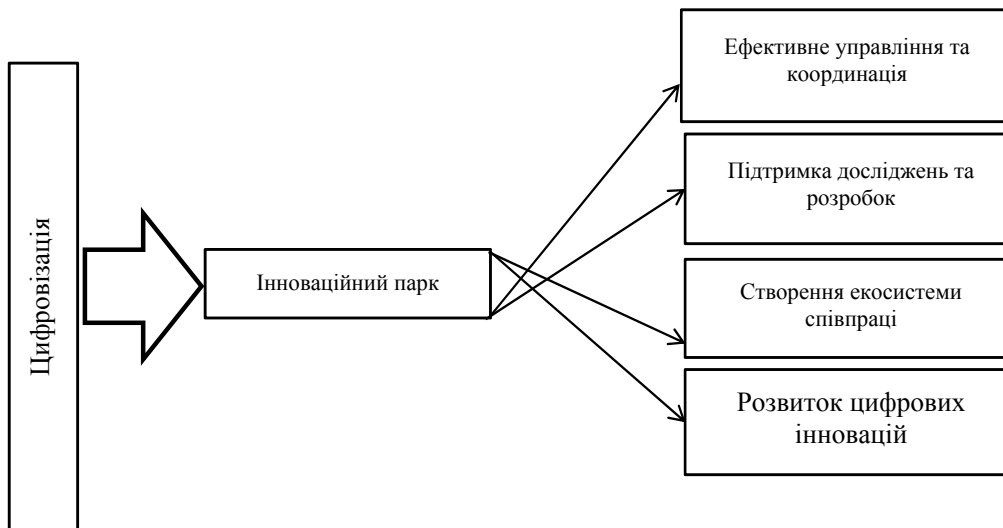 Цифровізація
Інноваційний парк
Ефективне управління та
координація
Підтримка досліджень та
розробок
Створення екосистеми
співпраці
Розвиток цифрових
інновацій